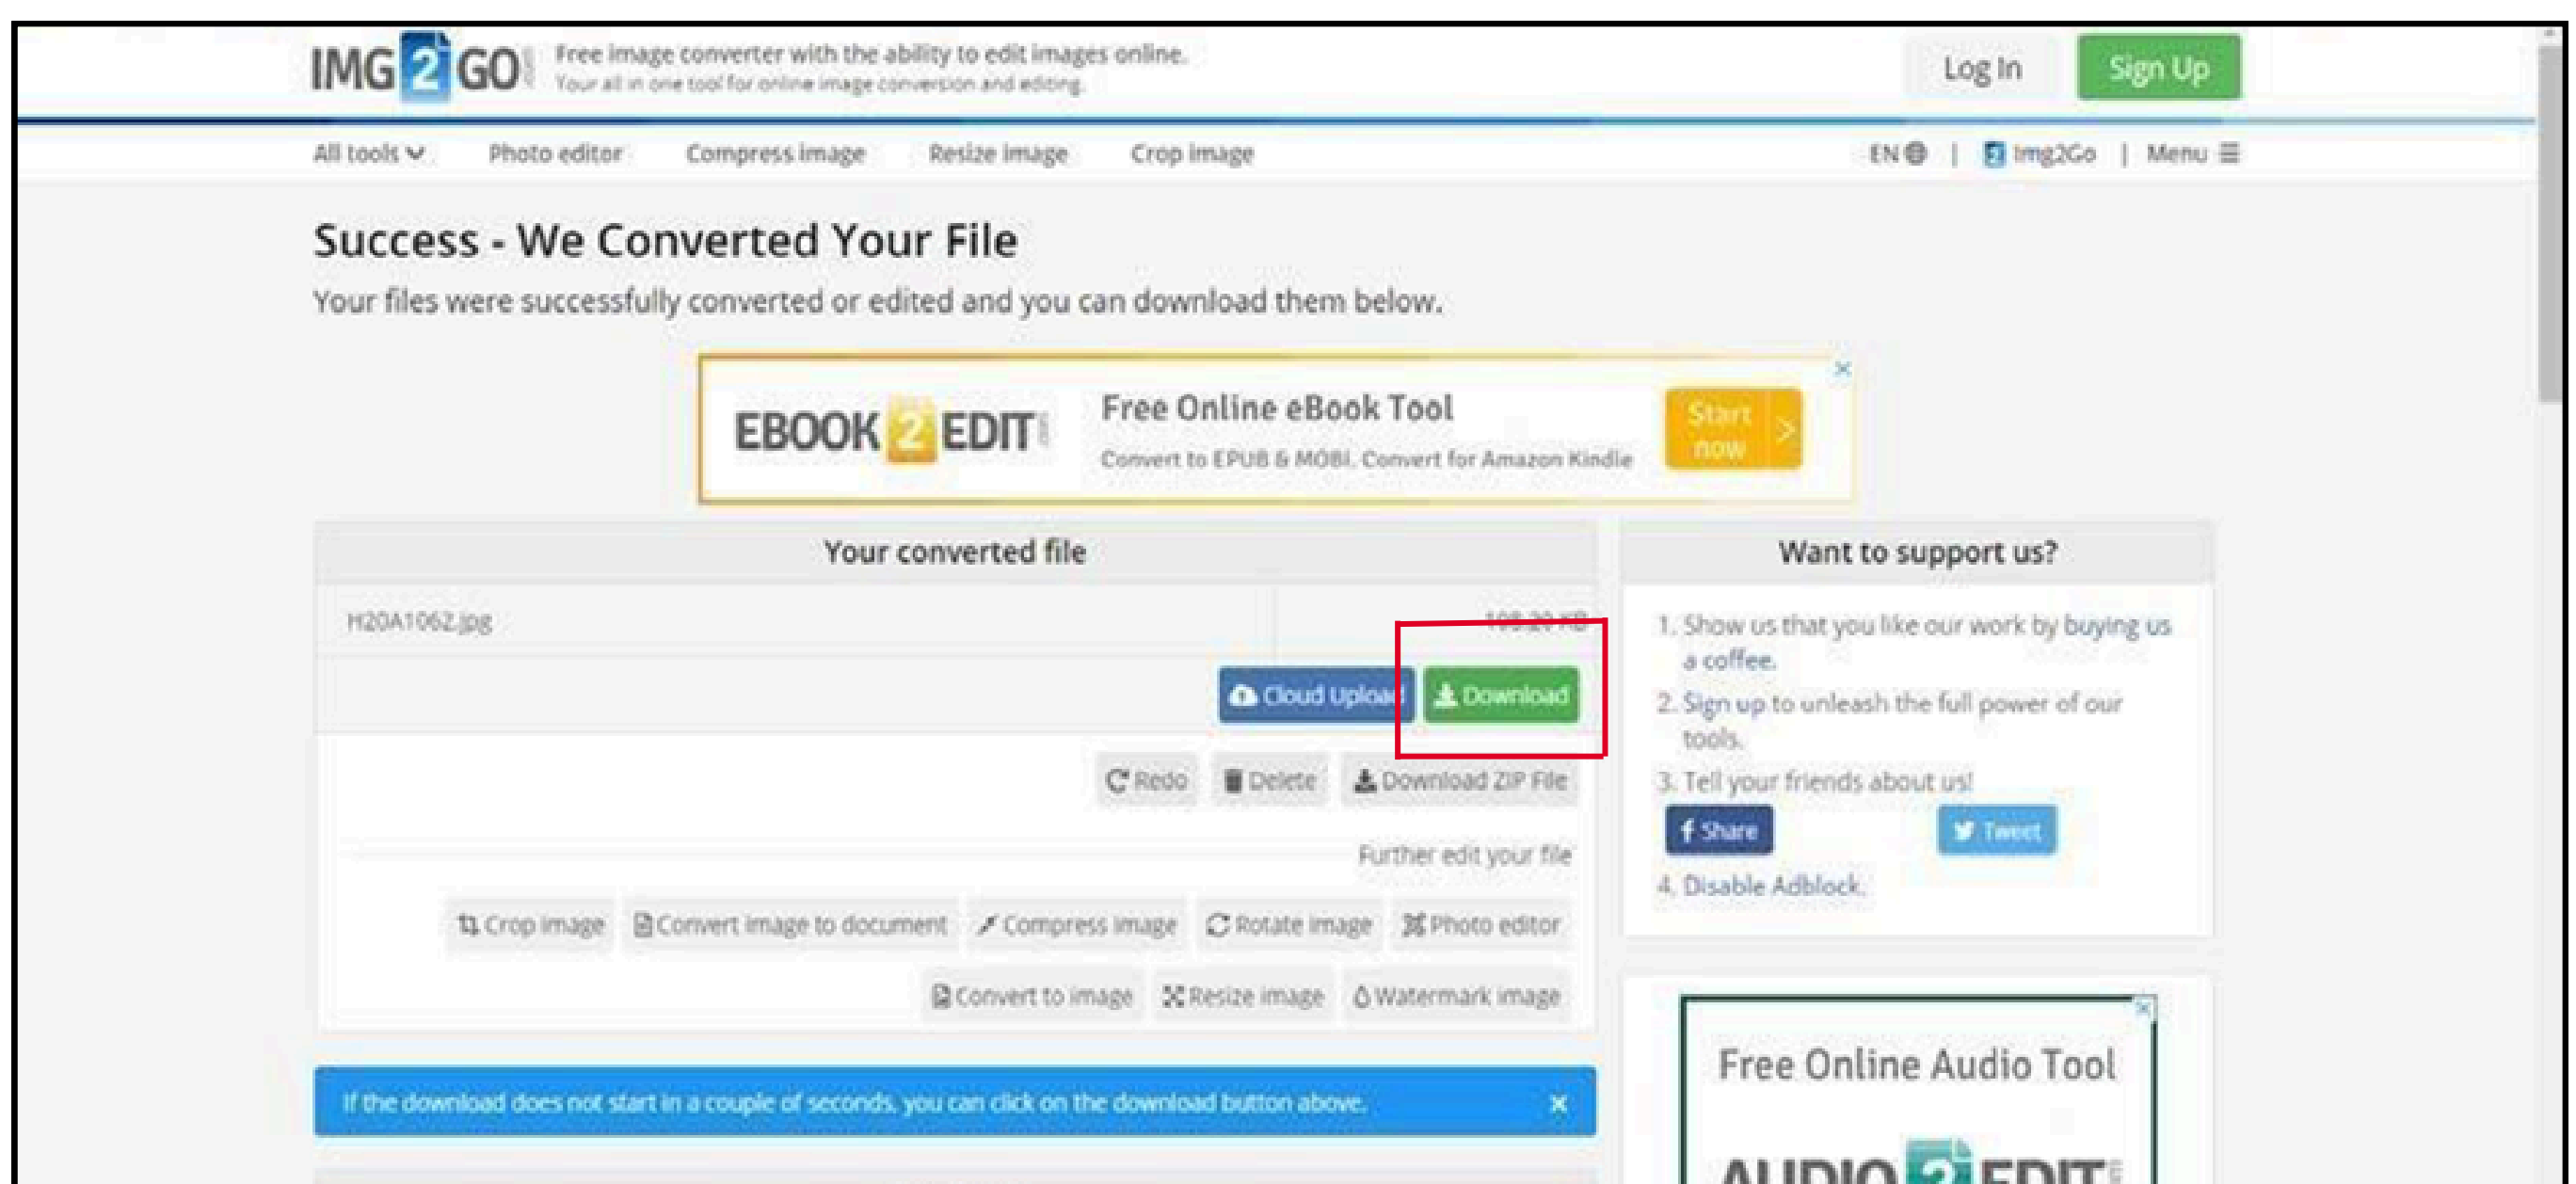 IMG2GO
Free image converter with the ability to edit images online.
Your all in one tool for online image conversion and editing.
Log In
Sign Up
All tools
Photo editor
Compress image
Resize image
Crop image
EN
|
Img2Go
|
Menu
Success - We Converted Your File
Your files were successfully converted or edited and you can download them below.
EBOOK2EDIT
Free Online eBook Tool
Convert to EPUB & MOBI. Convert for Amazon Kindle
Start
now
Your converted file
H20A1062.jpg
108.20 KB
Cloud Upload
Download
Redo
Delete
Download ZIP File
Further edit your file
Crop image
Convert image to document
Compress image
Rotate image
Photo editor
Convert to image
Resize image
Watermark image
If the download does not start in a couple of seconds, you can click on the download button above.
Want to support us?
1. Show us that you like our work by buying us
a coffee.
2. Sign up to unleash the full power of our
tools.
3. Tell your friends about us!
Share
Tweet
4. Disable Adblock.
Free Online Audio Tool
AUDIO2EDIT